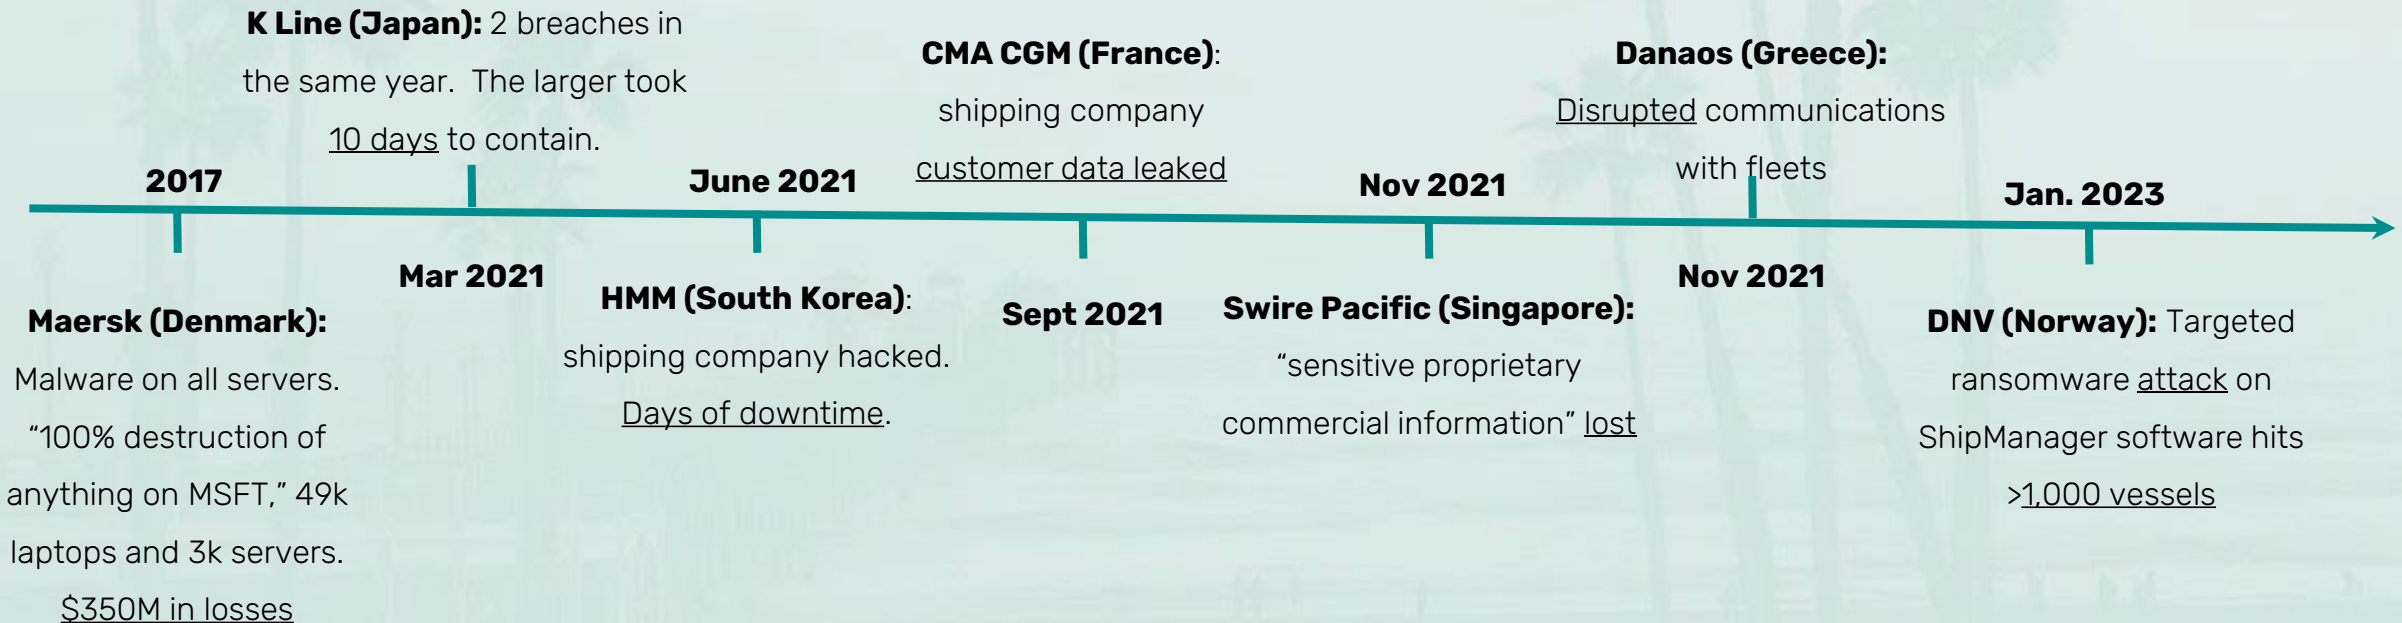 2017
Maersk (Denmark):
Malware on all servers.
“100% destruction of
anything on MSFT,” 49k
laptops and 3k servers.
$350M in losses
K Line (Japan): 2 breaches in
the same year. The larger took
10 days to contain.
Mar 2021
June 2021
HMM (South Korea):
shipping company hacked.
Days of downtime.
CMA CGM (France):
shipping company
customer data leaked
Sept 2021
Nov 2021
Swire Pacific (Singapore):
“sensitive proprietary
commercial information” lost
Danaos (Greece):
Disrupted communications
with fleets
Nov 2021
Jan. 2023
DNV (Norway): Targeted
ransomware attack on
ShipManager software hits
>1,000 vessels